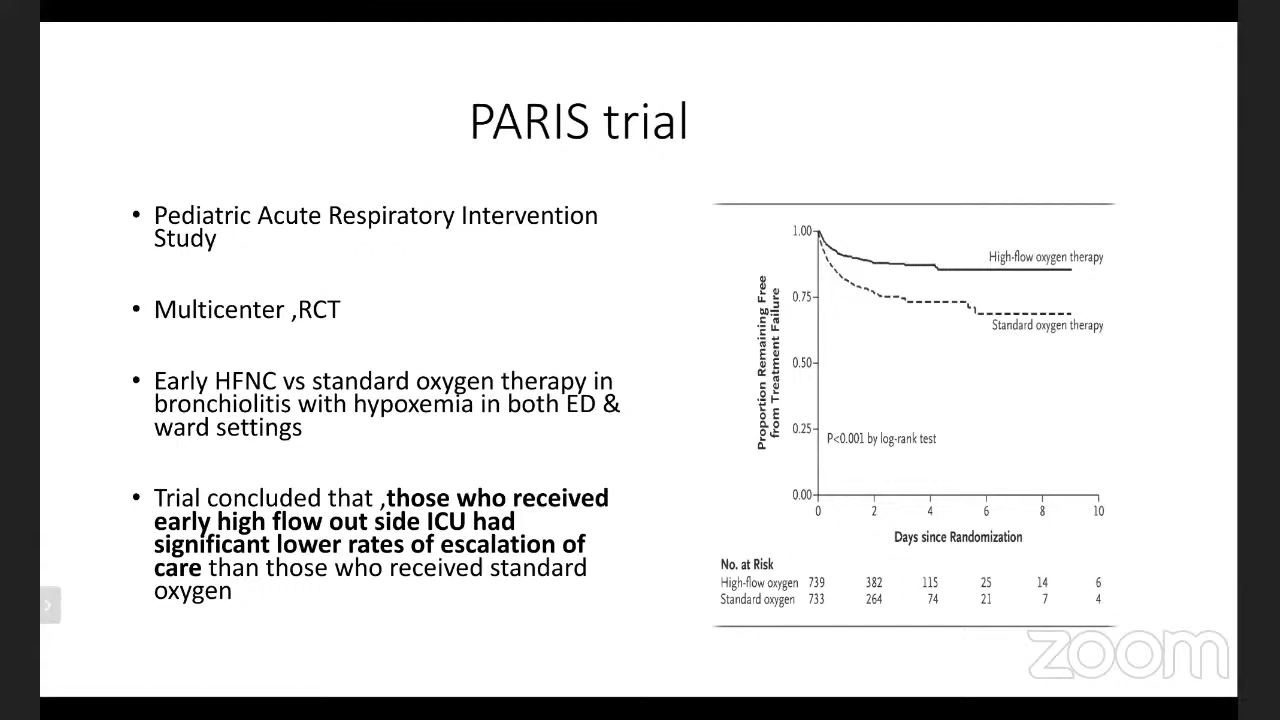 PARIS trial
• Pediatric Acute Respiratory Intervention
Study
• Multicenter ,RCT
• Early HFNC vs standard oxygen therapy in
bronchiolitis with hypoxemia in both ED &
ward settings
• Trial concluded that ,those who received
early high flow out side ICU had
significant lower rates of escalation of
care than those who received standard
oxygen
Proportion Remaining Free
from Treatment Failure
1.00
0.75
0.50
0.25
0.00
High-flow oxygen therapy
Standard oxygen therapy
P<0.001 by log-rank test
0 2 4 6 8 10
Days since Randomization
No. at Risk
High-flow oxygen 739 382 115 25 14 6
Standard oxygen 733 264 74 21 7 4
zoom